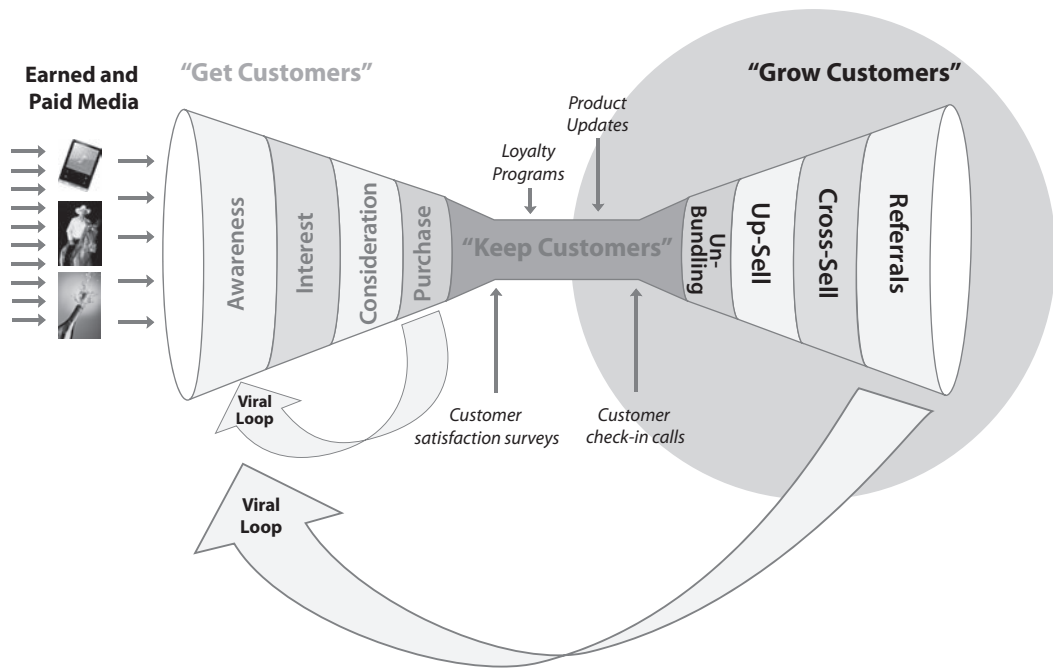 Earned and
Paid Media
“Get Customers”
“Grow Customers”
Product
Updates
Loyalty
Programs
Awareness
Interest
Consideration
Purchase
“Keep Customers”
Un-
Bundling
Up-Sell
Cross-Sell
Referrals
Viral
Loop
Customer
satisfaction surveys
Customer
check-in calls
Viral
Loop